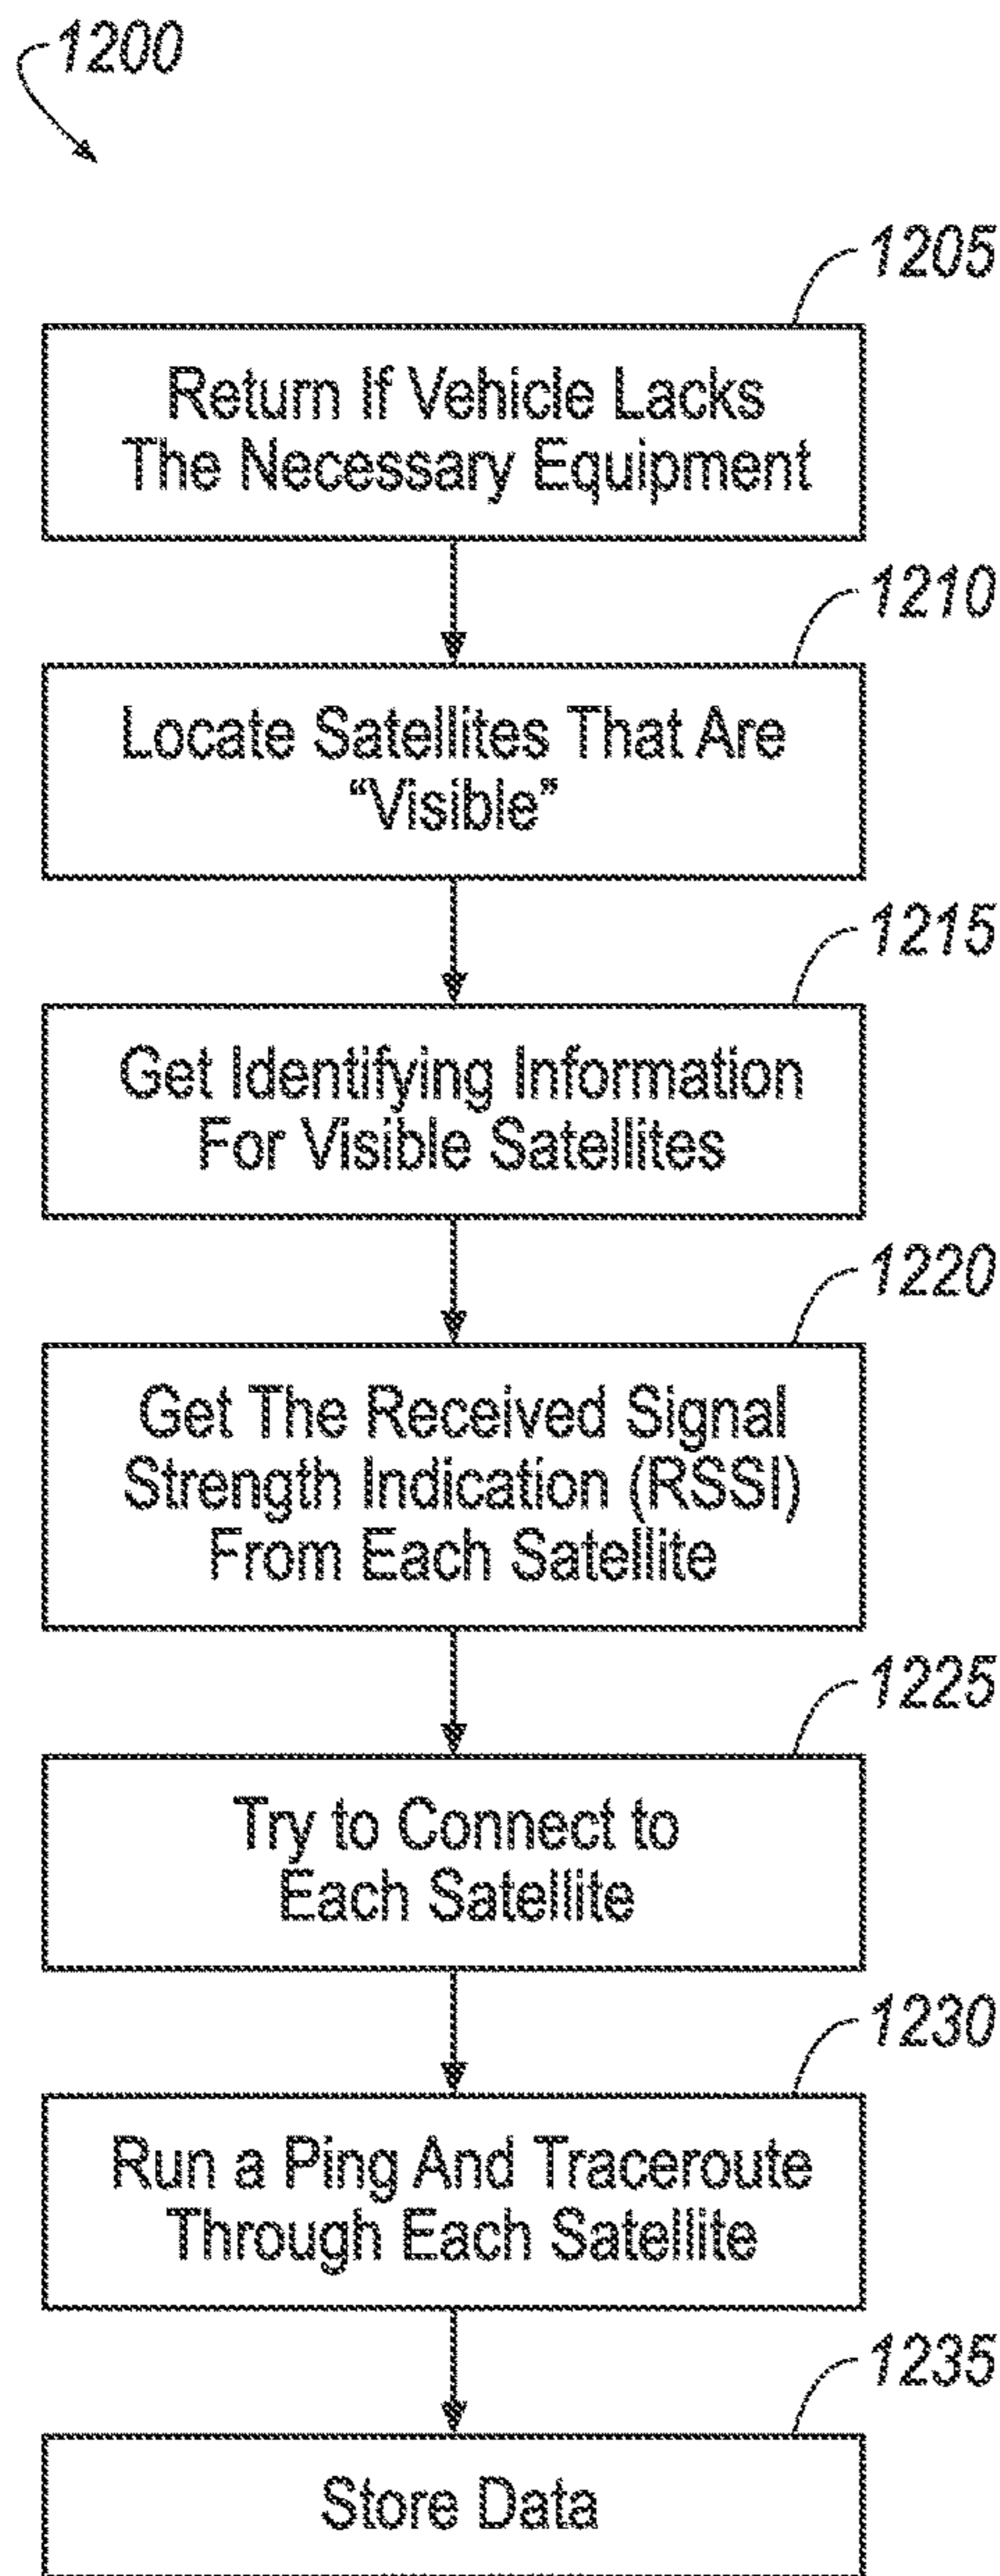 1200
1205
Return If Vehicle Lacks
The Necessary Equipment
1210
Locate Satellites That Are
“Visible”
1215
Get Identifying Information
For Visible Satellites
1220
Get The Received Signal
Strength Indication (RSSI)
From Each Satellite
1225
Try to Connect to
Each Satellite
1230
Run a Ping And Traceroute
Through Each Satellite
1235
Store Data